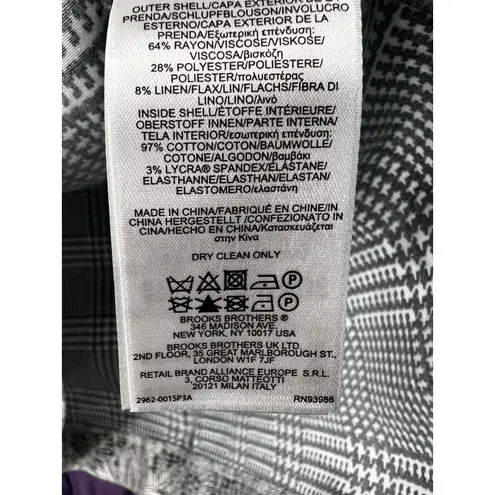 OUTER SHELL/CAPA EXTERIOR DE LA
PRENDA/SCHLUPFBLOUSON/INVOLUCRO
ESTERNO/CAPA EXTERIOR DE LA
PRENDA/Εξωτερική επένδυση:
64% RAYON/VISCOSE/VISKOSE/
VISCOSA/βισκόζη
28% POLYESTER/POLIESTERE/
POLIESTER/πολυεστέρας
8% LINEN/FLAX/LIN/FLACHS/FIBRA DI
LINO/LINO/λινό
INSIDE SHELL/ÉTOFFE INTÉRIEURE/
OBERSTOFF INNEN/PARTE INTERNA/
TELA INTERIOR/εσωτερική επένδυση:
97% COTTON/COTON/BAUMWOLLE/
COTONE/ALGODON/βαμβάκι
3% LYCRA® SPANDEX/ÉLASTANE/
ELASTHANNE/ELASTHAN/ELASTAN/
ELASTOMERO/ελαστάνη
MADE IN CHINA/FABRIQUÉ EN CHINE/IN
CHINA HERGESTELLT /CONFEZIONATO IN
CINA/HECHO EN CHINA/Κατασκευάζεται
στην Κίνα
DRY CLEAN ONLY
BROOKS BROTHERS ®
346 MADISON AVE.
NEW YORK, NY 10017 USA
BROOKS BROTHERS UK LTD.
2ND FLOOR, 35 GREAT MARLBOROUGH ST.,
LONDON W1F 7JF
RETAIL BRAND ALLIANCE EUROPE S.R.L.
3, CORSO MATTEOTTI
20121 MILAN ITALY
2962-001SP3A RN93986